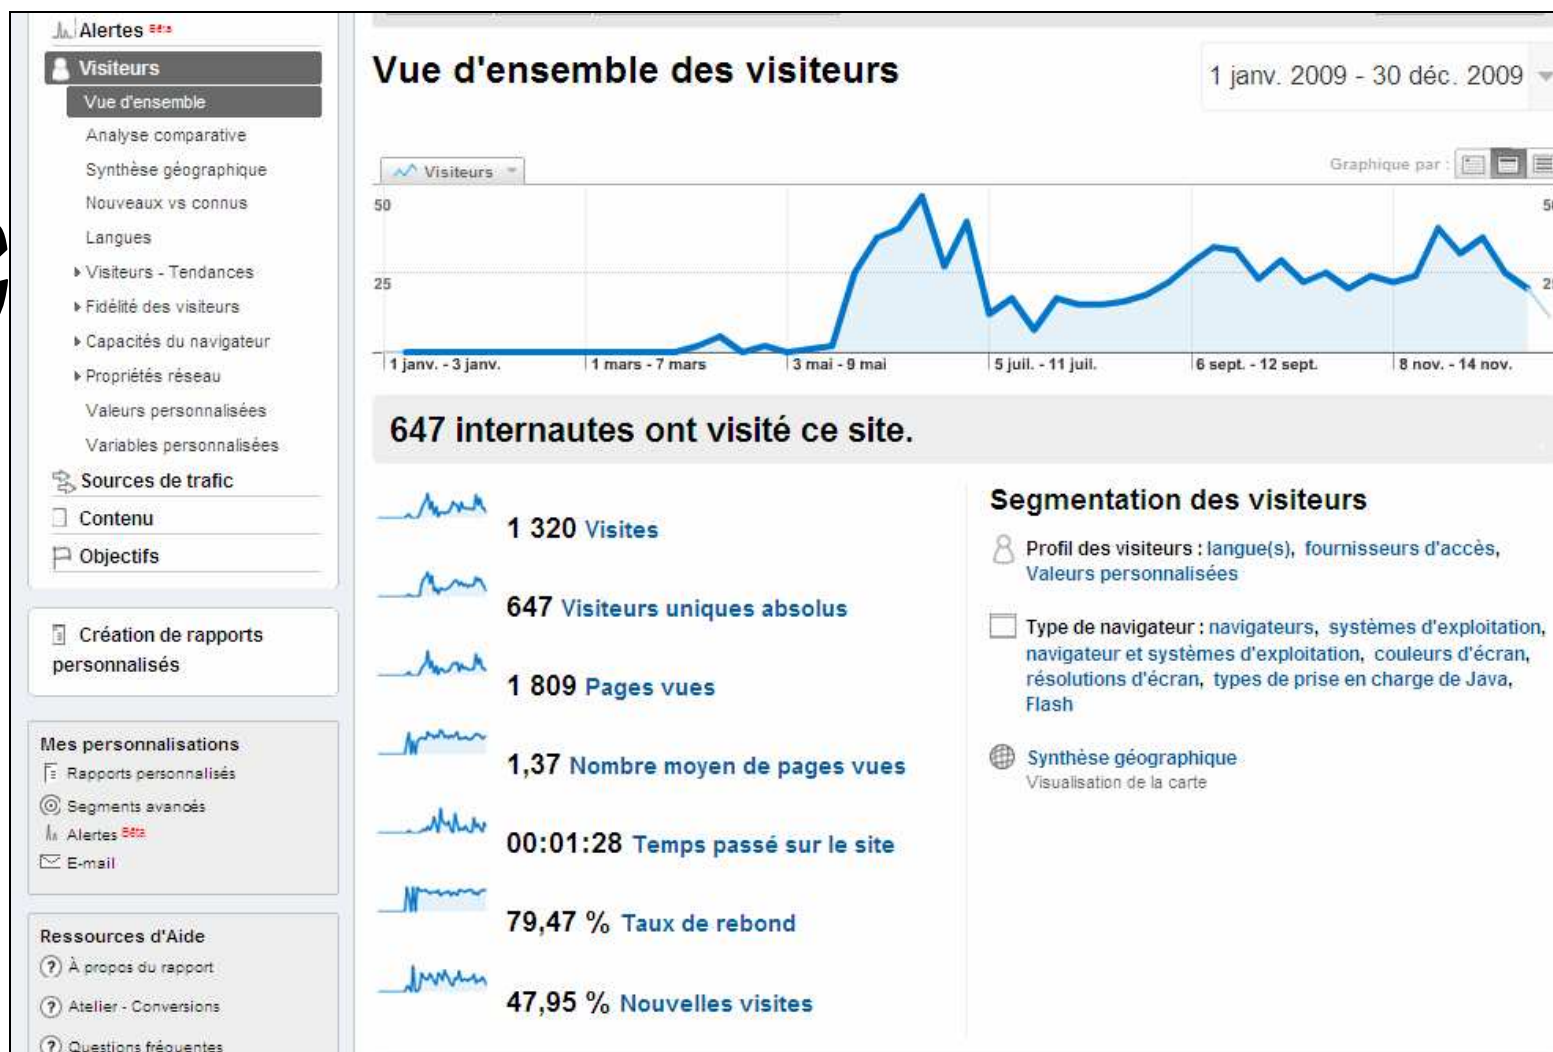 Alertes Bêta
Visiteurs
Vue d'ensemble
Analyse comparative
Synthèse géographique
Nouveaux vs connus
Langues
Visiteurs - Tendances
Fidélité des visiteurs
Capacités du navigateur
Propriétés réseau
Valeurs personnalisées
Variables personnalisées
Sources de trafic
Contenu
Objectifs
Création de rapports
personnalisés
Mes personnalisations
Rapports personnalisés
Segments avancés
Alertes Bêta
E-mail
Ressources d'Aide
À propos du rapport
Atelier - Conversions
Questions fréquentes
Vue d'ensemble des visiteurs
1 janv. 2009 - 30 déc. 2009
Visiteurs
Graphique par :
50
25
1 janv. - 3 janv.
1 mars - 7 mars
3 mai - 9 mai
5 juil. - 11 juil.
6 sept. - 12 sept.
8 nov. - 14 nov.
647 internautes ont visité ce site.
1 320 Visites
647 Visiteurs uniques absolus
1 809 Pages vues
1,37 Nombre moyen de pages vues
00:01:28 Temps passé sur le site
79,47 % Taux de rebond
47,95 % Nouvelles visites
Segmentation des visiteurs
Profil des visiteurs : langue(s), fournisseurs d'accès,
Valeurs personnalisées
Type de navigateur : navigateurs, systèmes d'exploitation,
navigateur et systèmes d'exploitation, couleurs d'écran,
résolutions d'écran, types de prise en charge de Java,
Flash
Synthèse géographique
Visualisation de la carte